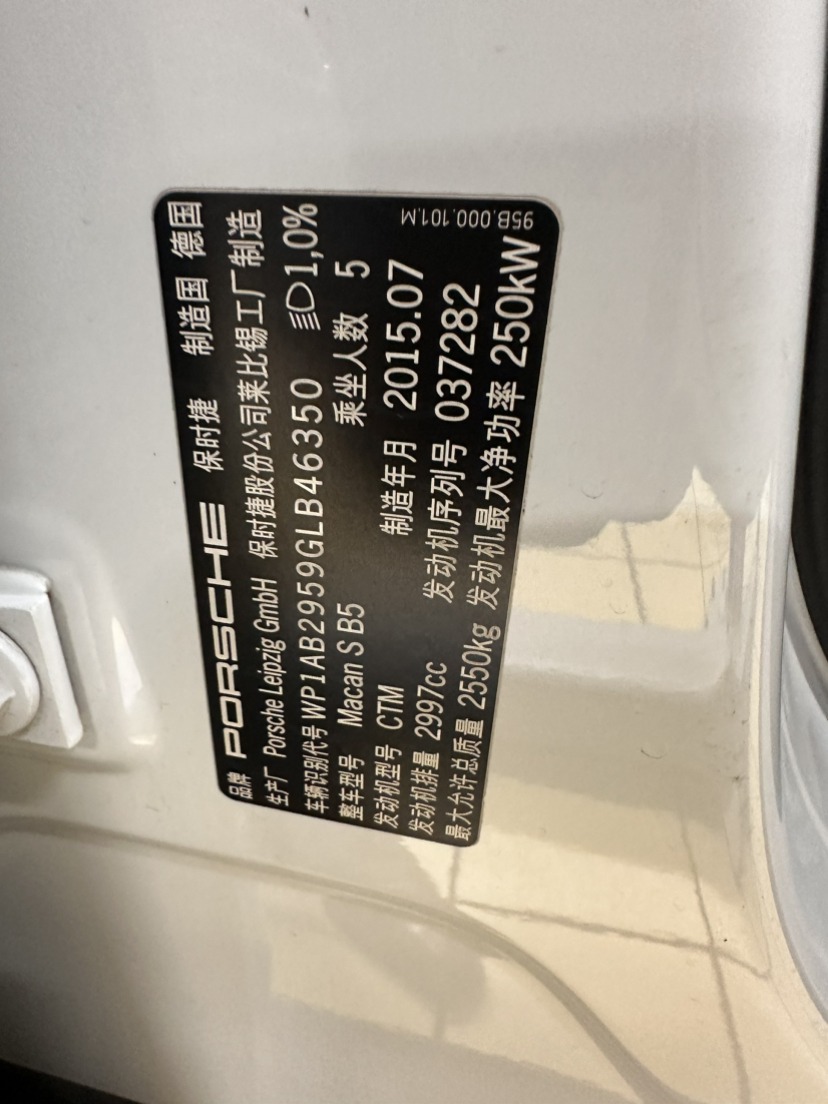 品牌 PORSCHE 保时捷 制造国 德国
生产厂 Porsche Leipzig GmbH 保时捷股份公司莱比锡工厂制造
车辆识别代号 WP1AB2959GLB46350 1,0%
整车型号 Macan S B5 乘坐人数 5
发动机型号 CTM 制造年月 2015.07
发动机排量 2997cc 发动机序列号 037282
最大允许总质量 2550kg 发动机最大净功率 250kW
95B.000.101.M